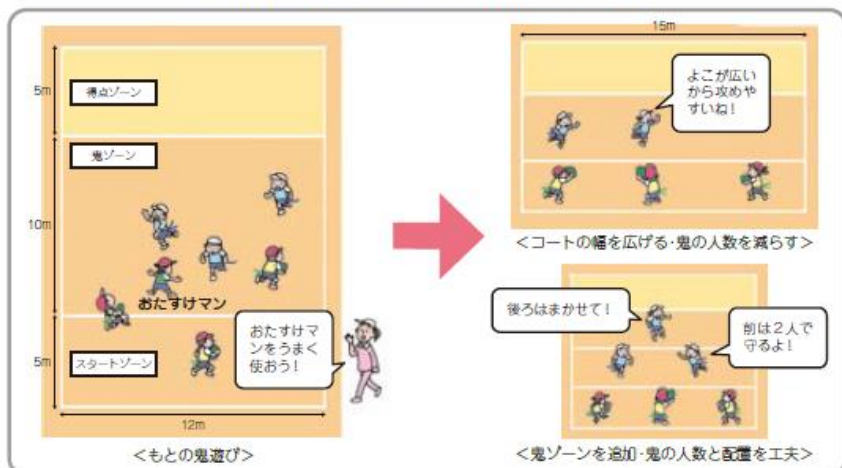 5m
得点ゾーン
鬼ゾーン
10m
おたすけマン
5m
スタートゾーン
おたすけマ
ンをうまく
使おう！
12m
＜もとの鬼遊び＞
15m
よこが広い
から攻めや
すいね！
＜コートの幅を広げる・鬼の人数を減らす＞
後ろはまかせて！
前は２人で
守るよ！
＜鬼ゾーンを追加・鬼の人数と配置を工夫＞